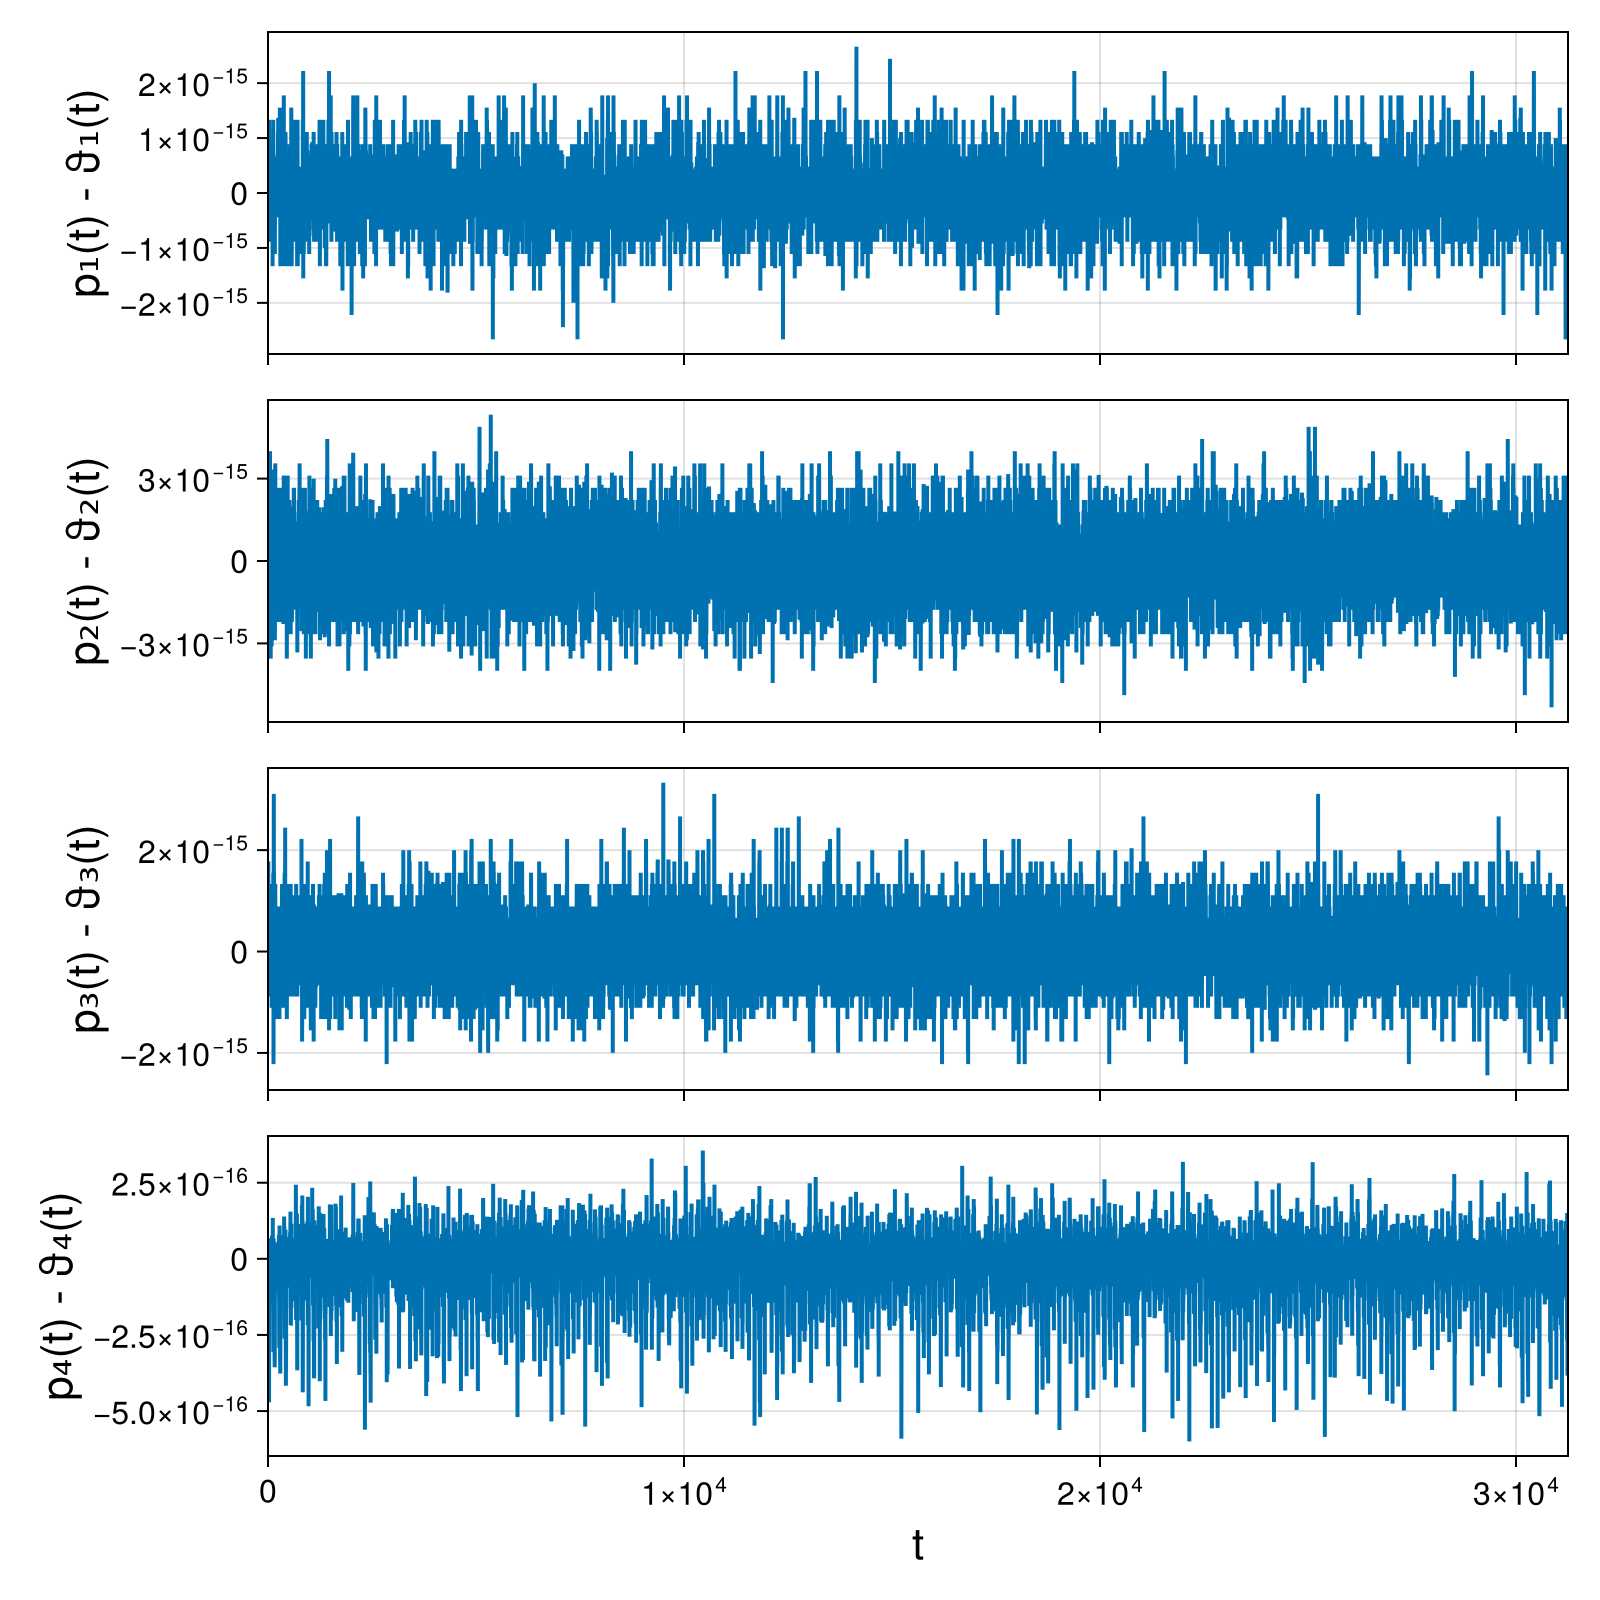 p₁(t) - ϑ₁(t)
2×10⁻¹⁵
1×10⁻¹⁵
0
−1×10⁻¹⁵
−2×10⁻¹⁵
p₂(t) - ϑ₂(t)
3×10⁻¹⁵
0
−3×10⁻¹⁵
p₃(t) - ϑ₃(t)
2×10⁻¹⁵
0
−2×10⁻¹⁵
p₄(t) - ϑ₄(t)
2.5×10⁻¹⁶
0
−2.5×10⁻¹⁶
−5.0×10⁻¹⁶
0 1×10⁴ 2×10⁴ 3×10⁴
t